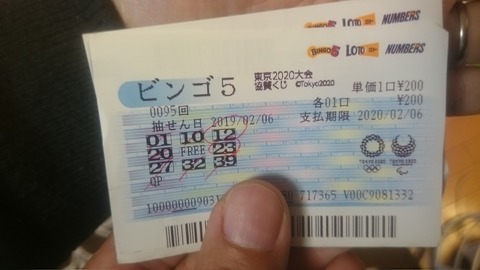 BINGO5 LOTO NUMBERS
BINGO5 LOTO NUMBERS
ビンゴ5 東京2020大会
協賛くじ ©Tokyo2020
単価1口¥200
0095回 各01口 ¥200
抽せん日 2019/02/06 支払期限 2020/02/06
01 10 12
20 FREE 23
27 32 39
QP
TOKYO 2020
717365 V00C9081332